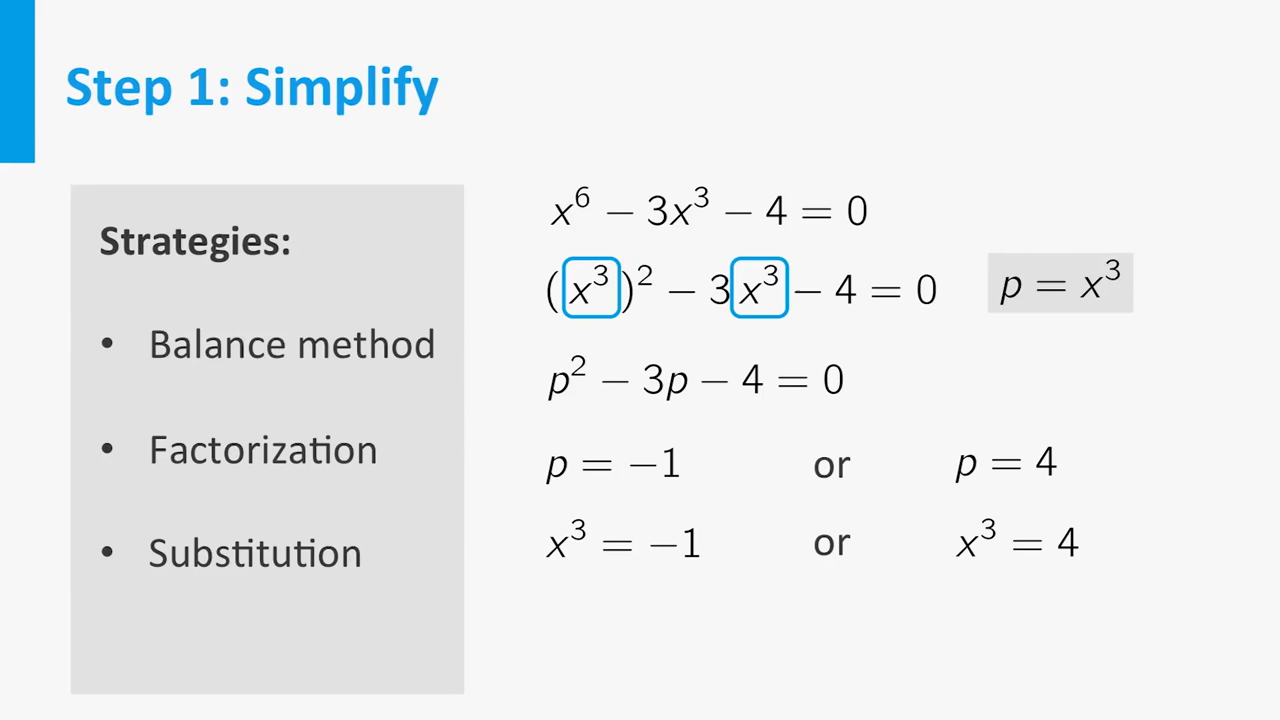 Step 1: Simplify
Strategies:
• Balance method
• Factorization
• Substitution
x⁶ − 3x³ − 4 = 0
(x³)² − 3x³ − 4 = 0
p = x³
p² − 3p − 4 = 0
p = −1 or p = 4
x³ = −1 or x³ = 4